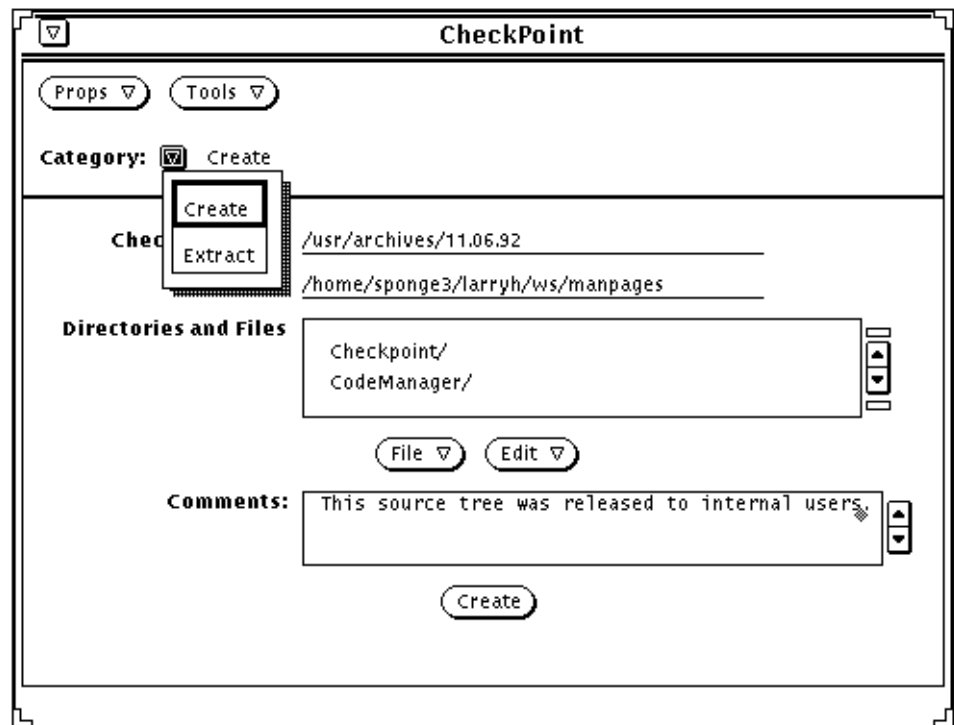 CheckPoint
Props Tools
Category: Create
Create
Chec /usr/archives/11.06.92
Extract
/home/sponge3/larryh/ws/manpages
Directories and Files
Checkpoint/
CodeManager/
File Edit
Comments: This source tree was released to internal users.
Create